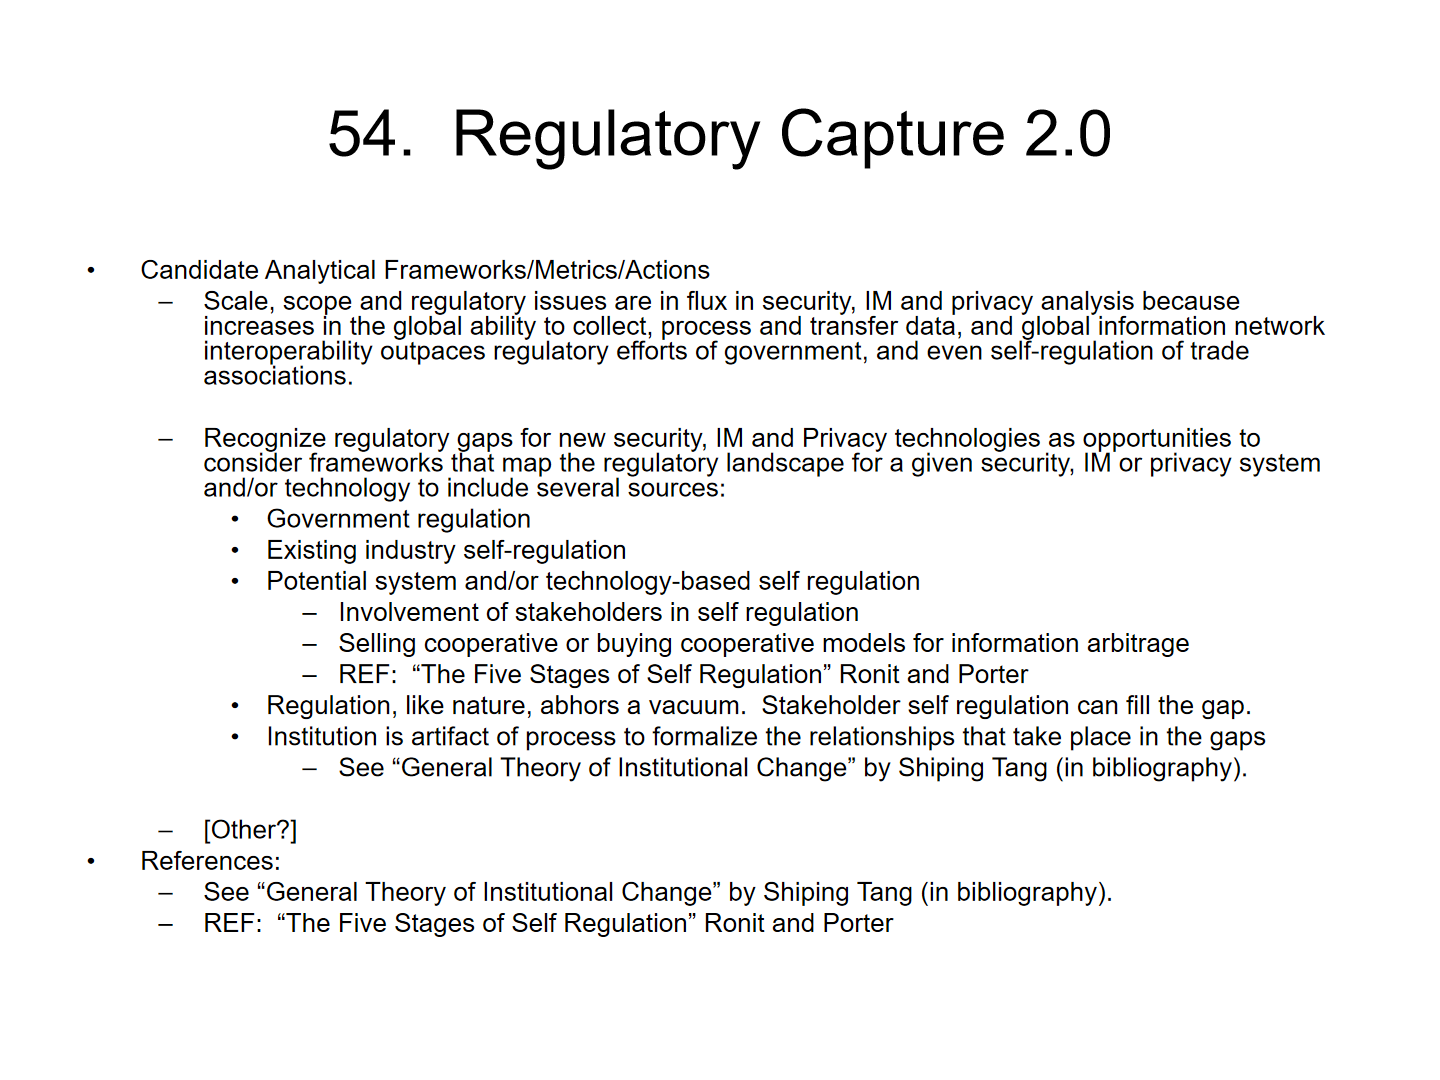 54.  Regulatory Capture 2.0
• Candidate Analytical Frameworks/Metrics/Actions
– Scale, scope and regulatory issues are in flux in security, IM and privacy analysis because
increases in the global ability to collect, process and transfer data, and global information network
interoperability outpaces regulatory efforts of government, and even self-regulation of trade
associations.
– Recognize regulatory gaps for new security, IM and Privacy technologies as opportunities to
consider frameworks that map the regulatory landscape for a given security, IM or privacy system
and/or technology to include several sources:
• Government regulation
• Existing industry self-regulation
• Potential system and/or technology-based self regulation
– Involvement of stakeholders in self regulation
– Selling cooperative or buying cooperative models for information arbitrage
– REF:  “The Five Stages of Self Regulation” Ronit and Porter
• Regulation, like nature, abhors a vacuum.  Stakeholder self regulation can fill the gap.
• Institution is artifact of process to formalize the relationships that take place in the gaps
– See “General Theory of Institutional Change” by Shiping Tang (in bibliography).
– [Other?]
• References:
– See “General Theory of Institutional Change” by Shiping Tang (in bibliography).
– REF:  “The Five Stages of Self Regulation” Ronit and Porter